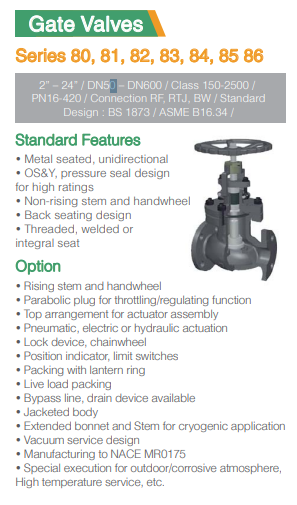 Gate Valves
Series 80, 81, 82, 83, 84, 85 86
2" – 24" / DN50 – DN600 / Class 150-2500 /
PN16-420 / Connection RF, RTJ, BW / Standard
Design : BS 1873 / ASME B16.34 /
Standard Features
• Metal seated, unidirectional
• OS&Y, pressure seal design
for high ratings
• Non-rising stem and handwheel
• Back seating design
• Threaded, welded or
integral seat
Option
• Rising stem and handwheel
• Parabolic plug for throttling/regulating function
• Top arrangement for actuator assembly
• Pneumatic, electric or hydraulic actuation
• Lock device, chainwheel
• Position indicator, limit switches
• Packing with lantern ring
• Live load packing
• Bypass line, drain device available
• Jacketed body
• Extended bonnet and Stem for cryogenic application
• Vacuum service design
• Manufacturing to NACE MR0175
• Special execution for outdoor/corrosive atmosphere,
High temperature service, etc.